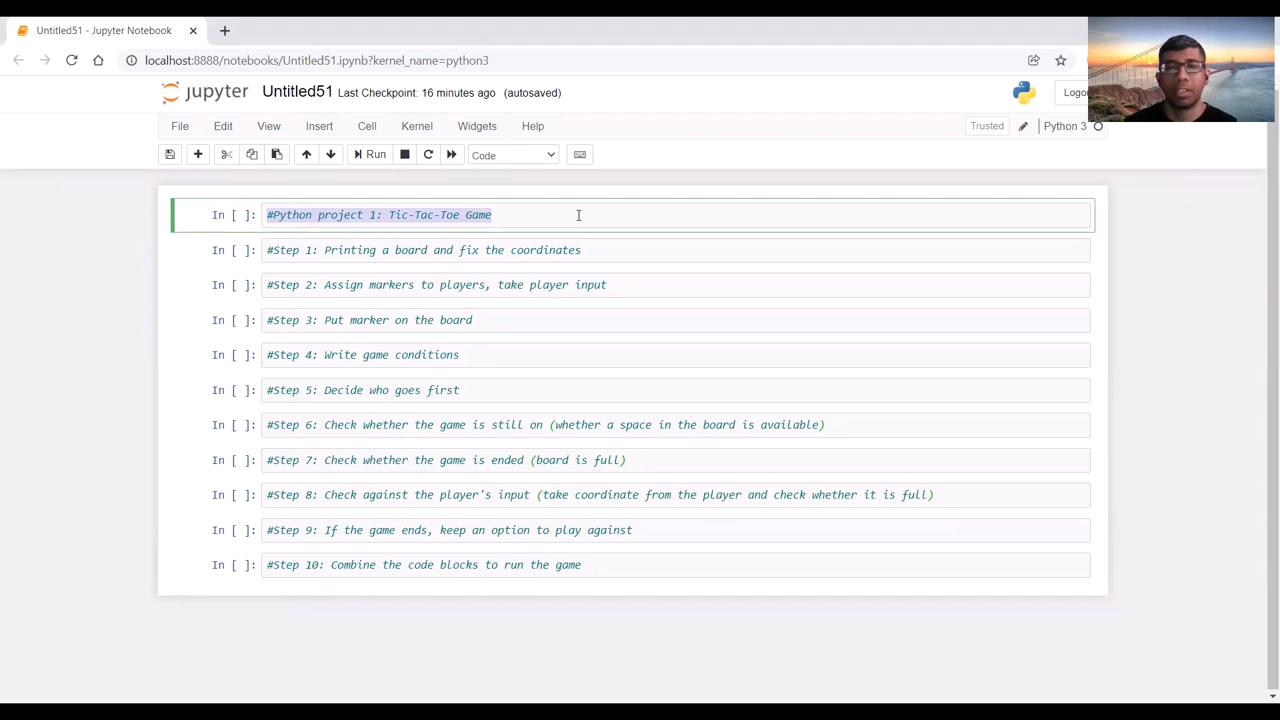 Untitled51 - Jupyter Notebook
localhost:8888/notebooks/Untitled51.ipynb?kernel_name=python3
jupyter Untitled51 Last Checkpoint: 16 minutes ago (autosaved)
File Edit View Insert Cell Kernel Widgets Help Trusted Python 3
Run Code
In [ ]: #Python project 1: Tic-Tac-Toe Game
In [ ]: #Step 1: Printing a board and fix the coordinates
In [ ]: #Step 2: Assign markers to players, take player input
In [ ]: #Step 3: Put marker on the board
In [ ]: #Step 4: Write game conditions
In [ ]: #Step 5: Decide who goes first
In [ ]: #Step 6: Check whether the game is still on (whether a space in the board is available)
In [ ]: #Step 7: Check whether the game is ended (board is full)
In [ ]: #Step 8: Check against the player's input (take coordinate from the player and check whether it is full)
In [ ]: #Step 9: If the game ends, keep an option to play against
In [ ]: #Step 10: Combine the code blocks to run the game